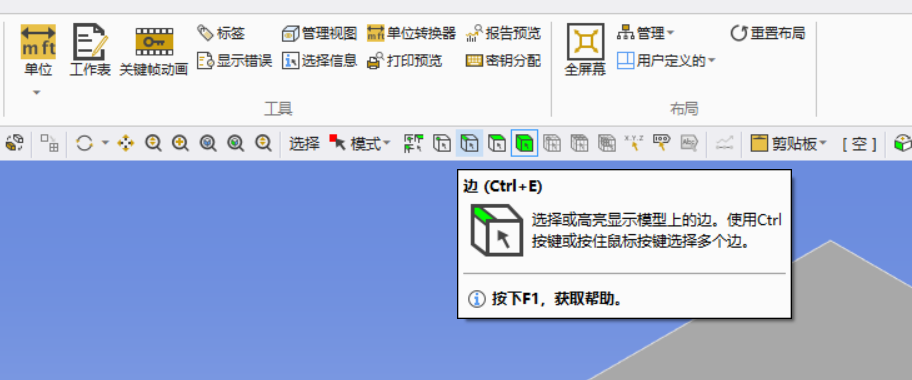 标签 管理视图 单位转换器 报告预览 管理 重置布局
m ft
单位 工作表 关键帧动画 显示错误 选择信息 打印预览 密钥分配 全屏幕 用户定义的
工具 布局
选择 模式 X.Y.Z 剪贴板 [ 空 ]
边 (Ctrl+E)
选择或高亮显示模型上的边。使用Ctrl
按键或按住鼠标按键选择多个边。
按下F1，获取帮助。